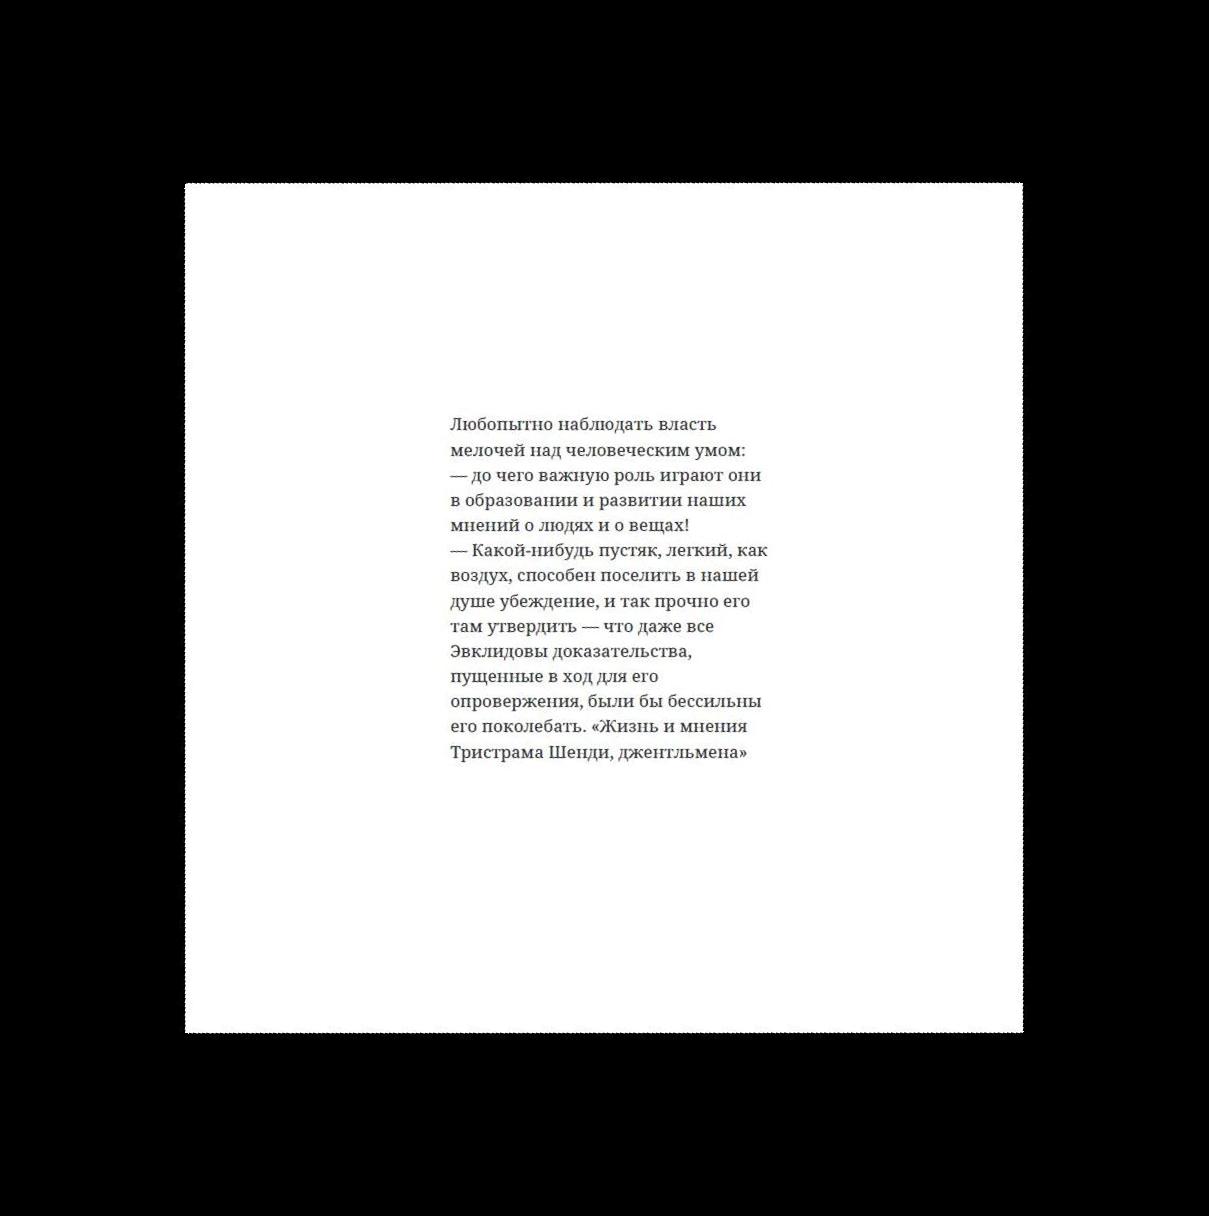 Любопытно наблюдать власть
мелочей над человеческим умом:
— до чего важную роль играют они
в образовании и развитии наших
мнений о людях и о вещах!
— Какой-нибудь пустяк, легкий, как
воздух, способен поселить в нашей
душе убеждение, и так прочно его
там утвердить — что даже все
Эвклидовы доказательства,
пущенные в ход для его
опровержения, были бы бессильны
его поколебать. «Жизнь и мнения
Тристрама Шенди, джентльмена»